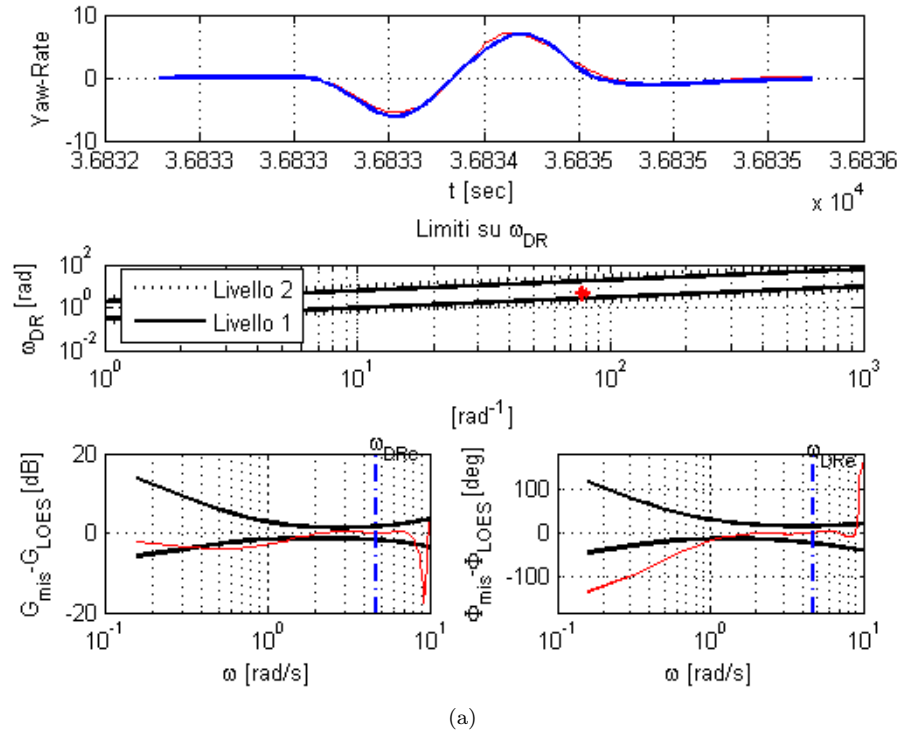 10
0
-10
Yaw-Rate
3.6832 3.6833 3.6833 3.6833 3.6834 3.6835 3.6835 3.6835 3.6836
t [sec]
x 10^4
Limiti su ω_DR
10^2
10^0
10^-2
ω_DR [rad]
Livello 2
Livello 1
10^0 10^1 10^2 10^3
[rad^-1]
20
0
-20
G_mis-G_LOES [dB]
ω_DRe
10^-1 10^0 10^1
ω [rad/s]
100
0
-100
Φ_mis-Φ_LOES [deg]
ω_DRe
10^-1 10^0 10^1
ω [rad/s]
(a)